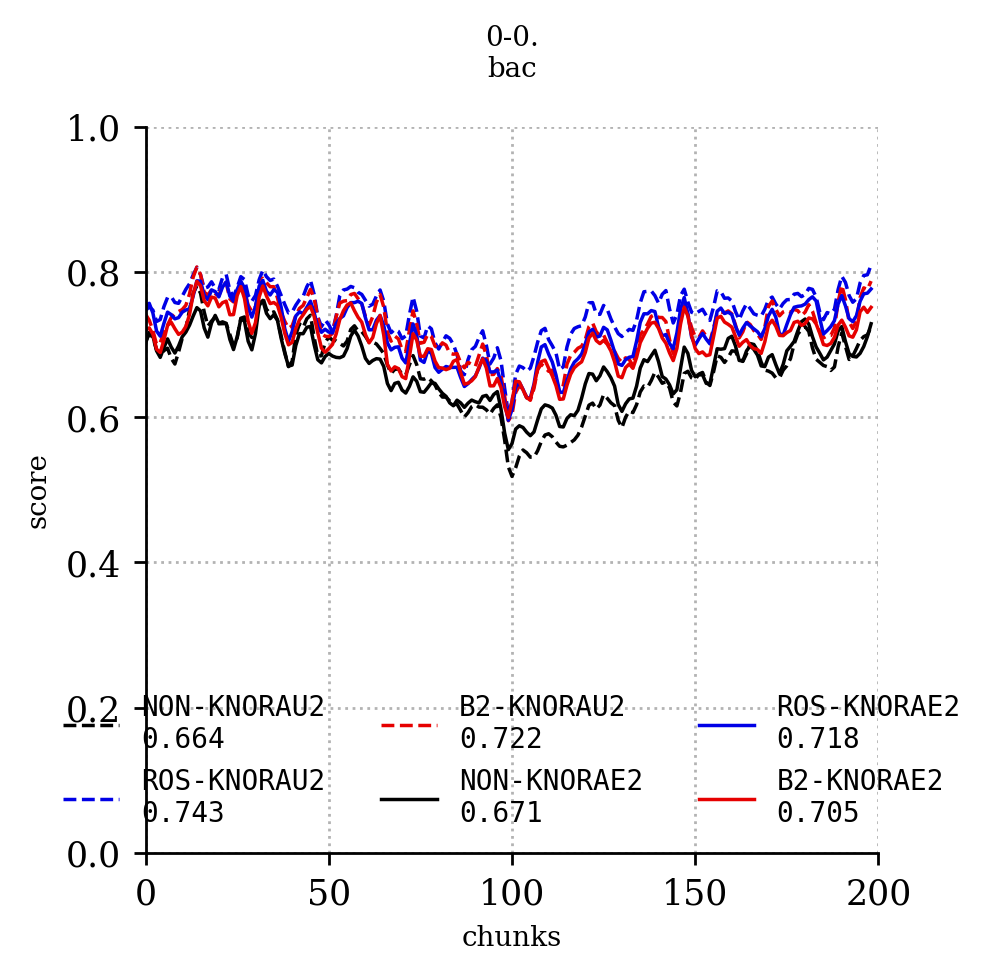 0-0.
bac
1.0
0.8
0.6
0.4
0.2
0.0
score
NON-KNORAU2 B2-KNORAU2 ROS-KNORAE2
0.664 0.722 0.718
ROS-KNORAU2 NON-KNORAE2 B2-KNORAE2
0.743 0.671 0.705
0 50 100 150 200
chunks